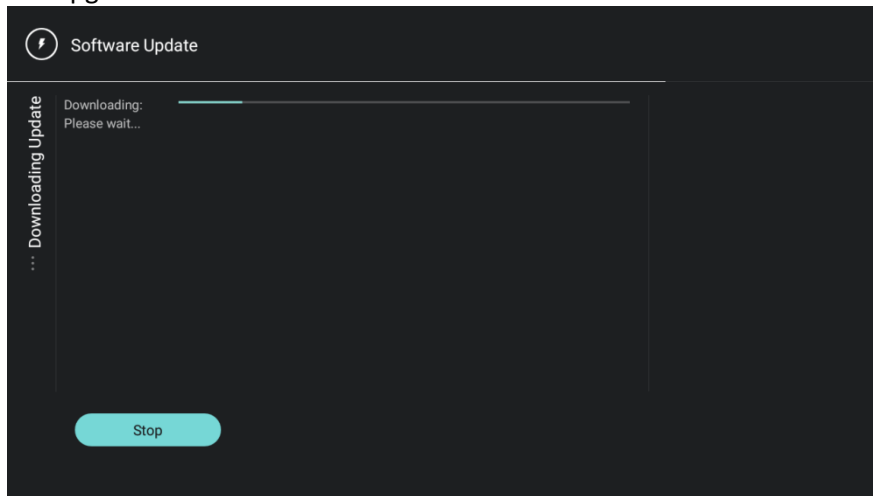 Software Update
Downloading:
Please wait...
... Downloading Update
Stop